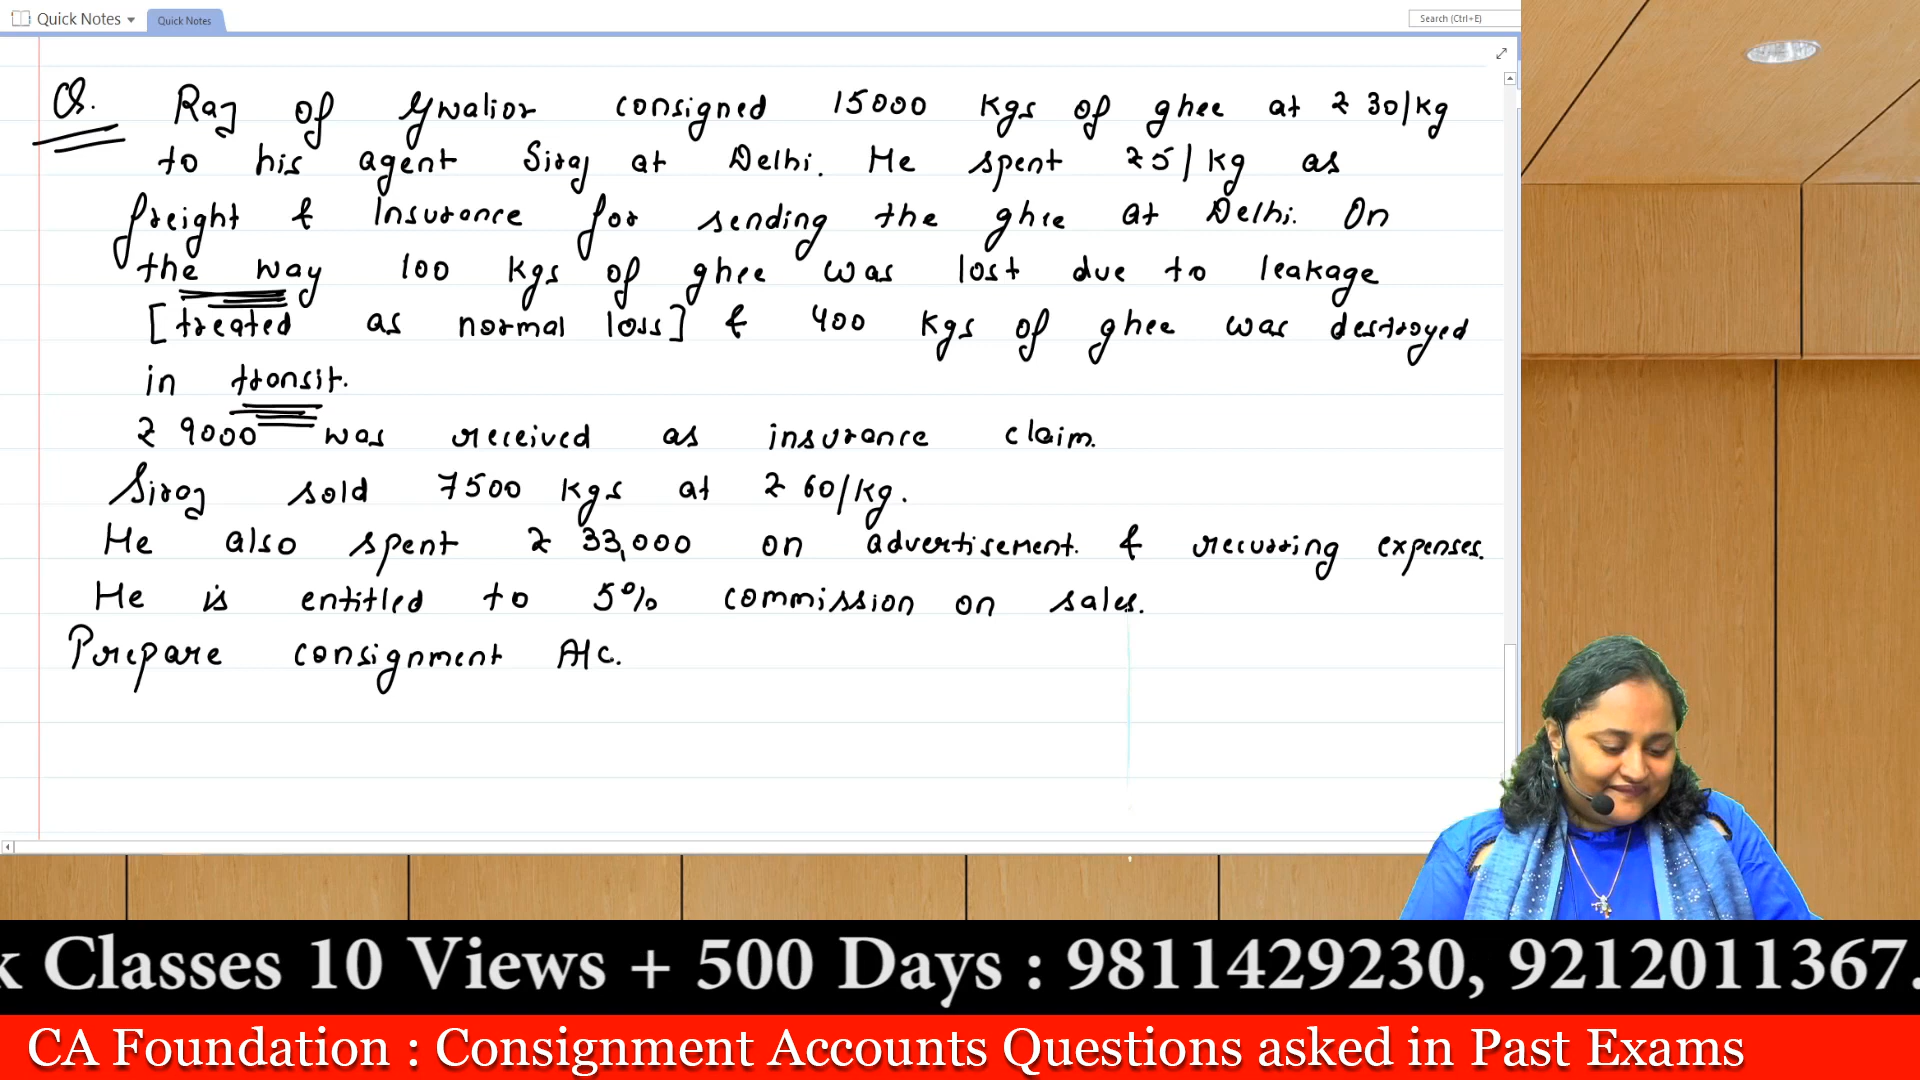 Quick Notes
Quick Notes
Search (Ctrl+E)
Q. Raj of Gwalior consigned 15000 kgs of ghee at ₹ 30/kg
to his agent Siraj at Delhi. He spent ₹5/kg as
freight & Insurance for sending the ghee at Delhi. On
the way 100 kgs of ghee was lost due to leakage
[treated as normal loss] & 400 kgs of ghee was destroyed
in transit.
₹ 9000 was received as insurance claim.
Siraj sold 7500 kgs at ₹ 60/kg.
He also spent ₹ 33,000 on advertisement & recurring expenses.
He is entitled to 5% commission on sales.
Prepare consignment A/c.
k Classes 10 Views + 500 Days : 9811429230, 9212011367.
CA Foundation : Consignment Accounts Questions asked in Past Exams